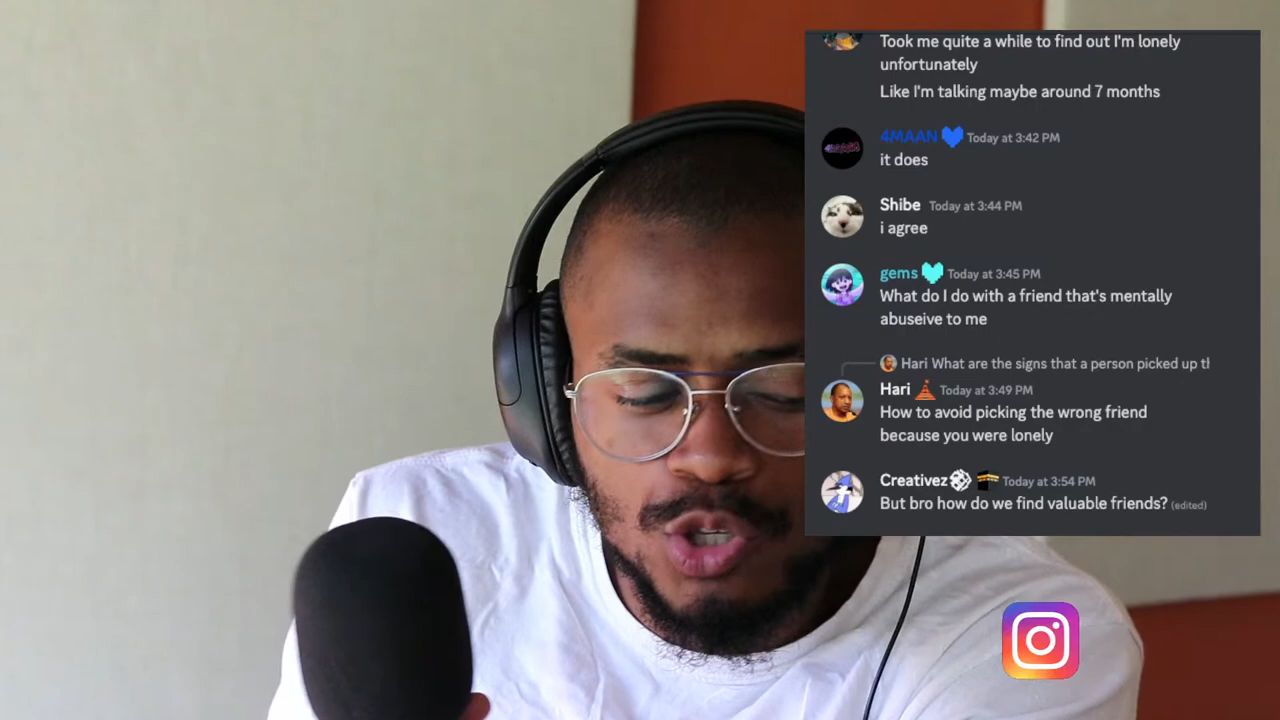 Took me quite a while to find out I'm lonely
unfortunately
Like I'm talking maybe around 7 months
4MAAN Today at 3:42 PM
it does
Shibe Today at 3:44 PM
i agree
gems Today at 3:45 PM
What do I do with a friend that's mentally
abuseive to me
Hari What are the signs that a person picked up
Hari Today at 3:49 PM
How to avoid picking the wrong friend
because you were lonely
Creativez Today at 3:54 PM
But bro how do we find valuable friends? (edited)